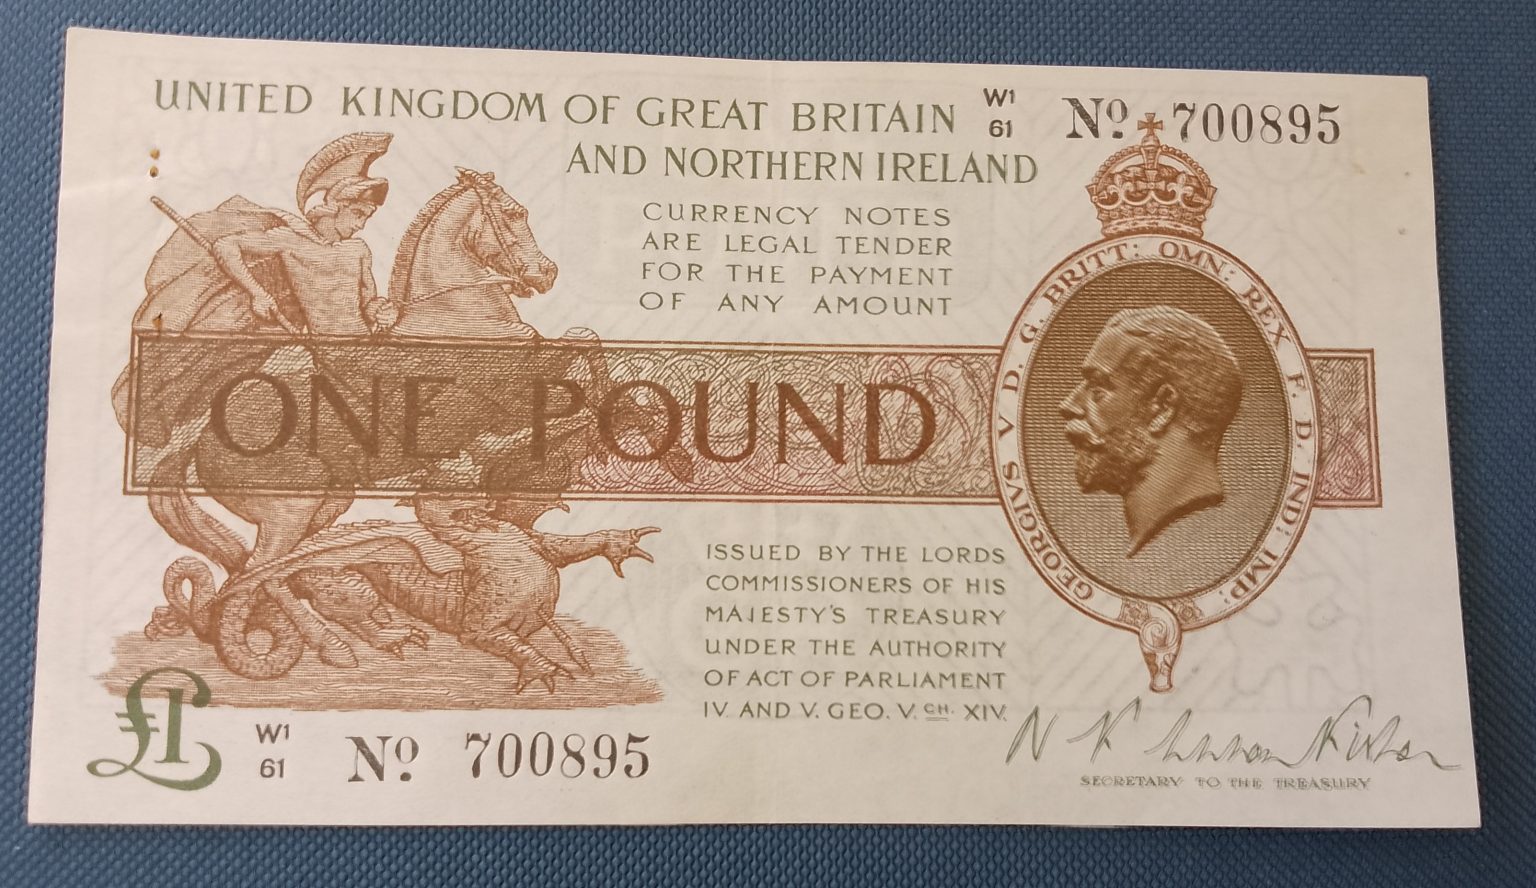 UNITED KINGDOM OF GREAT BRITAIN
AND NORTHERN IRELAND
W1
61
Nº 700895
CURRENCY NOTES
ARE LEGAL TENDER
FOR THE PAYMENT
OF ANY AMOUNT
ONE POUND
GEORGIVS V D. G. BRITT: OMN: REX F. D. IND: IMP:
ISSUED BY THE LORDS
COMMISSIONERS OF HIS
MAJESTY'S TREASURY
UNDER THE AUTHORITY
OF ACT OF PARLIAMENT
IV AND V. GEO. V. CH. XIV.
£1
W1
61
Nº 700895
N F Warren Fisher
SECRETARY TO THE TREASURY